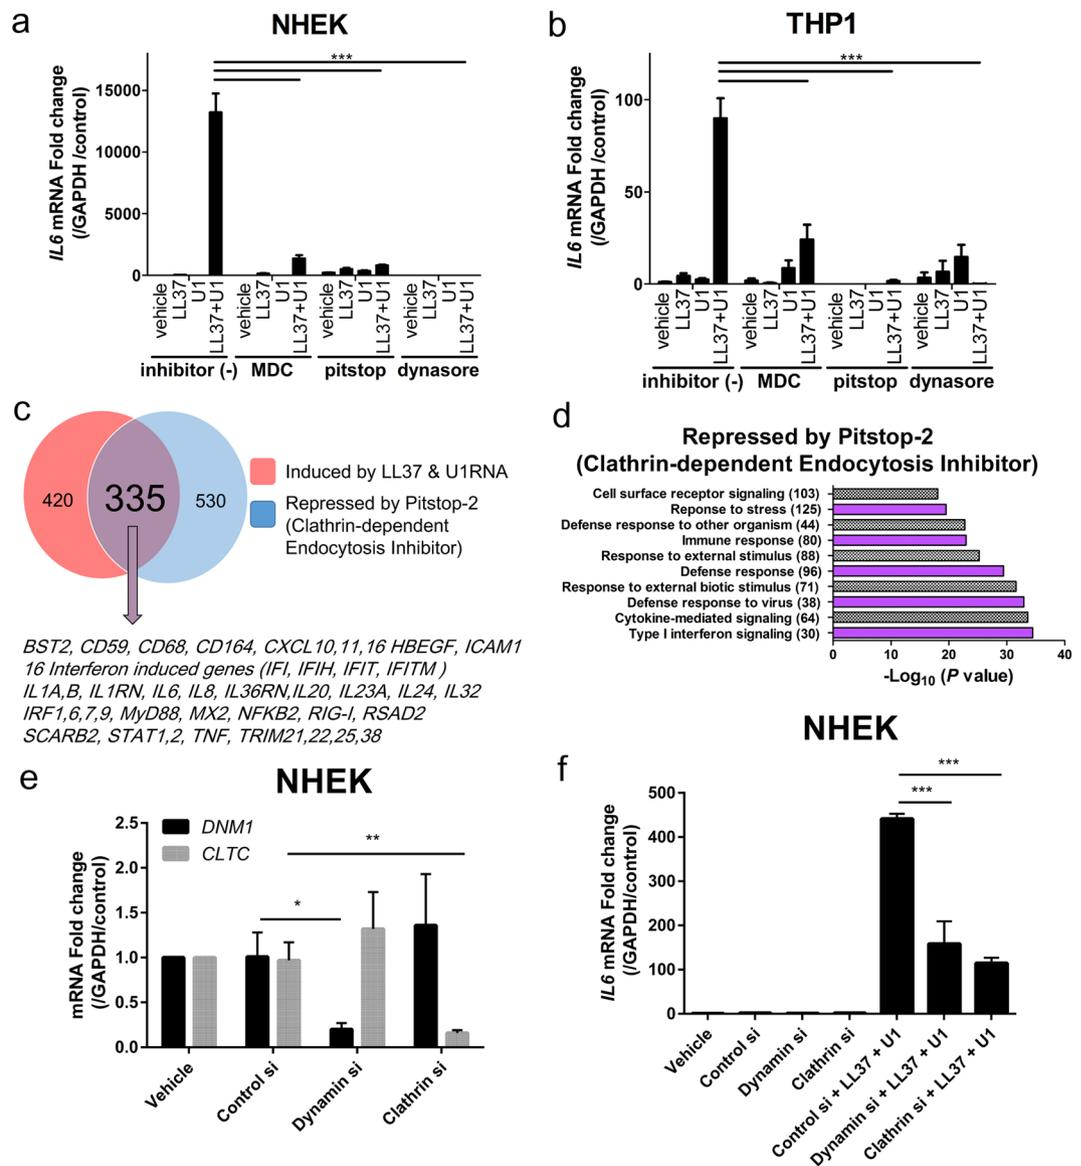 a
NHEK
IL6 mRNA Fold change
(/GAPDH /control)
15000
10000
5000
0
***
vehicle
LL37
U1
LL37+U1
vehicle
LL37
U1
LL37+U1
vehicle
LL37
U1
LL37+U1
vehicle
LL37
U1
LL37+U1
inhibitor (-) MDC pitstop dynasore
b
THP1
IL6 mRNA Fold change
(/GAPDH /control)
100
50
0
***
vehicle
LL37
U1
LL37+U1
vehicle
LL37
U1
LL37+U1
vehicle
LL37
U1
LL37+U1
vehicle
LL37
U1
LL37+U1
inhibitor (-) MDC pitstop dynasore
c
420 335 530
Induced by LL37 & U1RNA
Repressed by Pitstop-2
(Clathrin-dependent
Endocytosis Inhibitor)
BST2, CD59, CD68, CD164, CXCL10,11,16 HBEGF, ICAM1
16 Interferon induced genes (IFI, IFIH, IFIT, IFITM )
IL1A,B, IL1RN, IL6, IL8, IL36RN,IL20, IL23A, IL24, IL32
IRF1,6,7,9, MyD88, MX2, NFKB2, RIG-I, RSAD2
SCARB2, STAT1,2, TNF, TRIM21,22,25,38
d
Repressed by Pitstop-2
(Clathrin-dependent Endocytosis Inhibitor)
Cell surface receptor signaling (103)
Reponse to stress (125)
Defense response to other organism (44)
Immune response (80)
Response to external stimulus (88)
Defense response (96)
Response to external biotic stimulus (71)
Defense response to virus (38)
Cytokine-mediated signaling (64)
Type I interferon signaling (30)
0 10 20 30 40
-Log10 (P value)
e
NHEK
mRNA Fold change
(/GAPDH/control)
2.5
2.0
1.5
1.0
0.5
0.0
DNM1
CLTC
*
**
Vehicle
Control si
Dynamin si
Clathrin si
f
NHEK
IL6 mRNA Fold change
(/GAPDH/control)
500
400
300
200
100
0
***
***
Vehicle
Control si
Dynamin si
Clathrin si
Control si + LL37 + U1
Dynamin si + LL37 + U1
Clathrin si + LL37 + U1